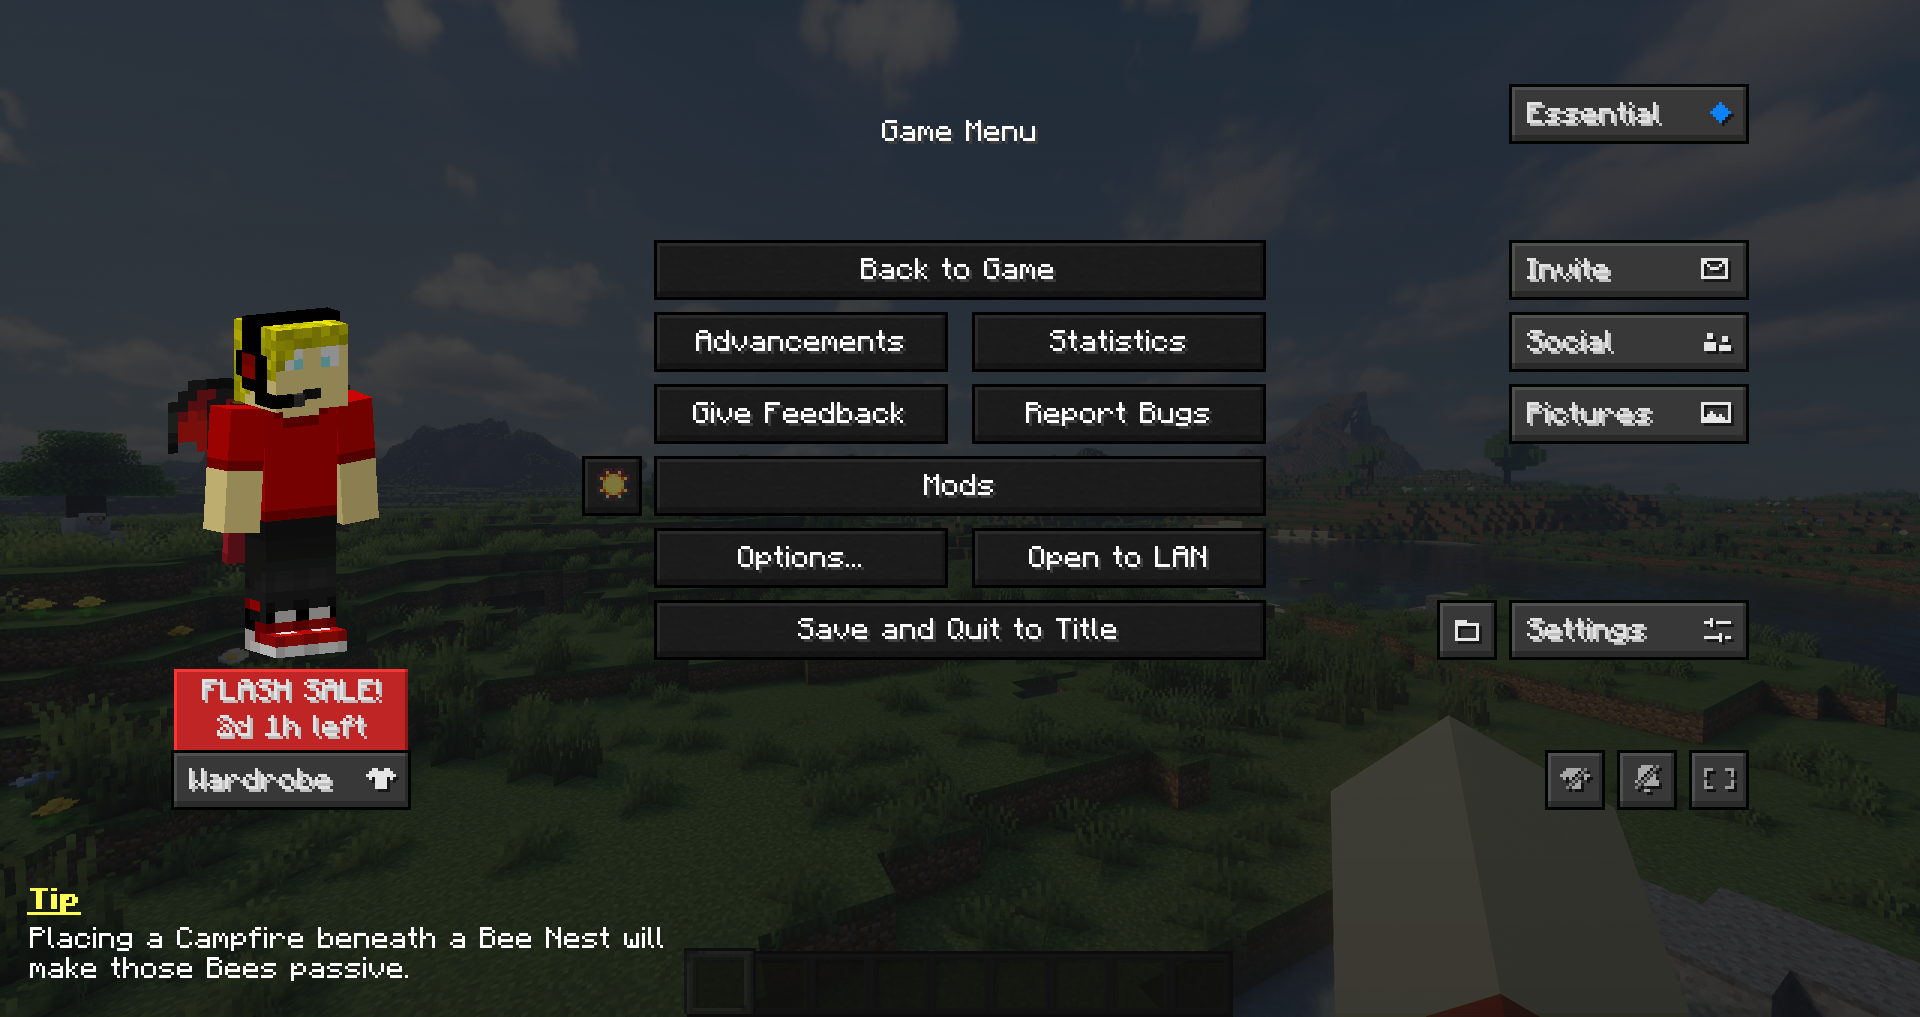 Game Menu
Essential
Back to Game
Invite
Advancements
Statistics
Social
Give Feedback
Report Bugs
Pictures
Mods
Options...
Open to LAN
Save and Quit to Title
Settings
FLASH SALE!
left
Wardrobe
Tip
Placing a Campfire beneath a Bee Nest will
make those Bees passive.